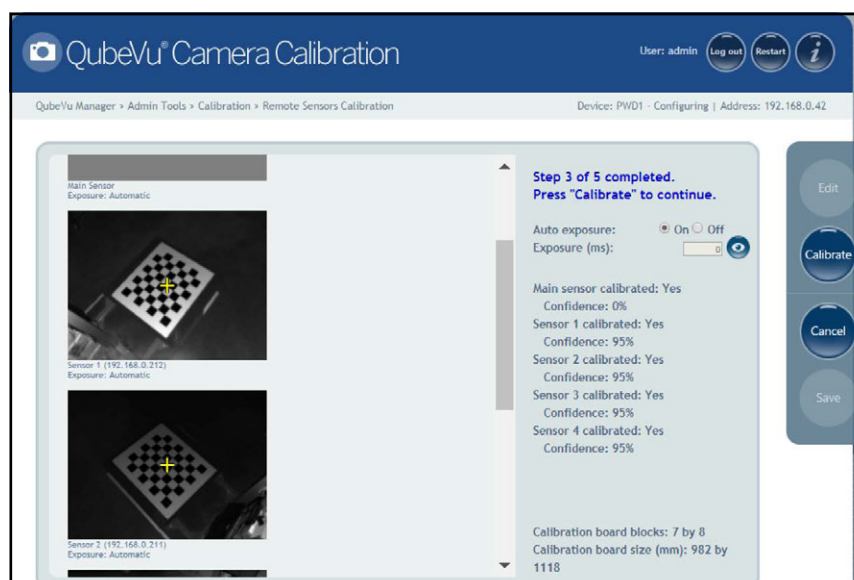 QubeVu® Camera Calibration
User: admin
Log out
Restart
i
QubeVu Manager > Admin Tools > Calibration > Remote Sensors Calibration
Device: PWD1 - Configuring | Address: 192.168.0.42
Main Sensor
Exposure: Automatic
Sensor 1 (192.168.0.212)
Exposure: Automatic
Sensor 2 (192.168.0.211)
Exposure: Automatic
Step 3 of 5 completed.
Press "Calibrate" to continue.
Auto exposure: On Off
Exposure (ms): 0
Main sensor calibrated: Yes
Confidence: 0%
Sensor 1 calibrated: Yes
Confidence: 95%
Sensor 2 calibrated: Yes
Confidence: 95%
Sensor 3 calibrated: Yes
Confidence: 95%
Sensor 4 calibrated: Yes
Confidence: 95%
Calibration board blocks: 7 by 8
Calibration board size (mm): 982 by
1118
Edit
Calibrate
Cancel
Save